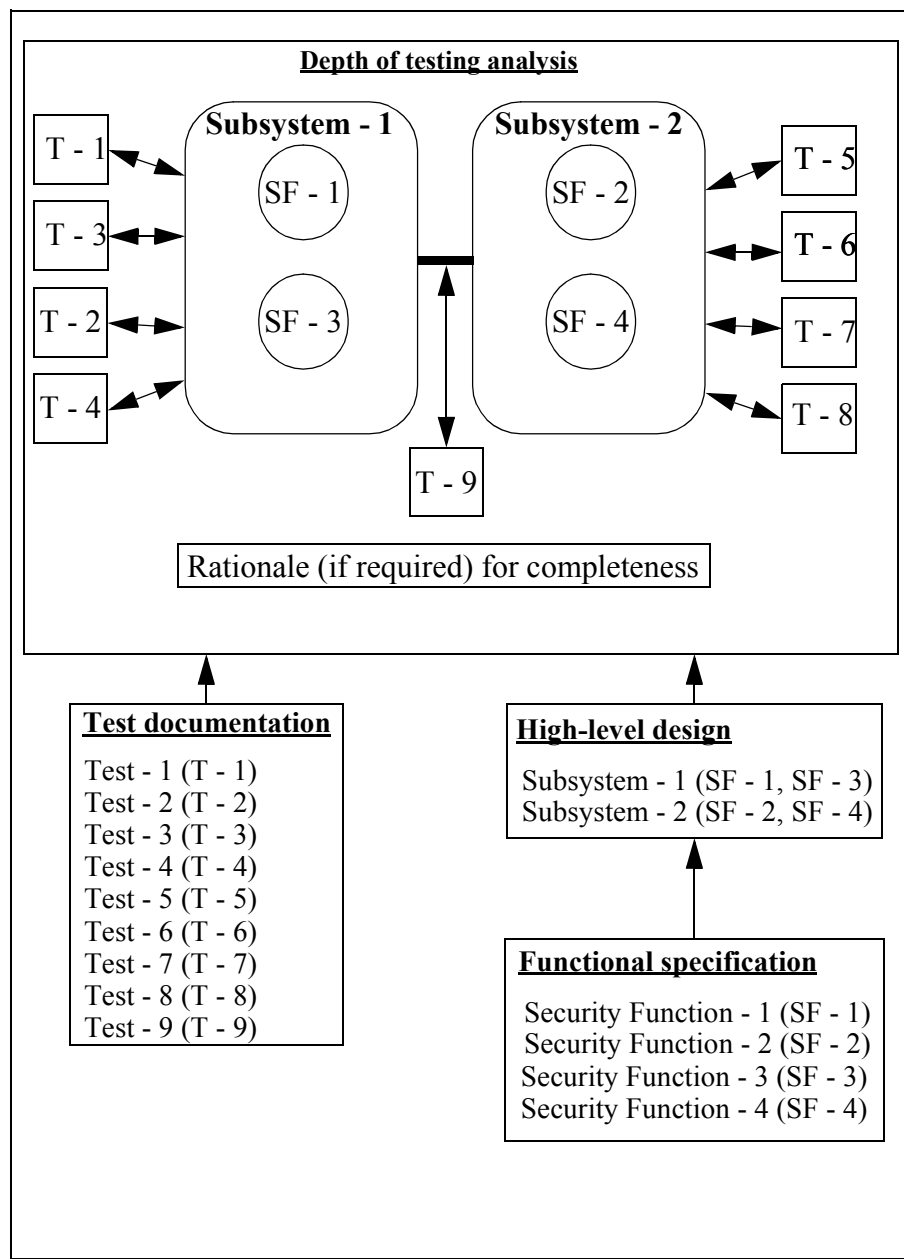 Depth of testing analysis
Subsystem - 1
Subsystem - 2
T - 1
T - 3
T - 2
T - 4
SF - 1
SF - 3
SF - 2
SF - 4
T - 5
T - 6
T - 7
T - 8
T - 9
Rationale (if required) for completeness
Test documentation
Test - 1 (T - 1)
Test - 2 (T - 2)
Test - 3 (T - 3)
Test - 4 (T - 4)
Test - 5 (T - 5)
Test - 6 (T - 6)
Test - 7 (T - 7)
Test - 8 (T - 8)
Test - 9 (T - 9)
High-level design
Subsystem - 1 (SF - 1, SF - 3)
Subsystem - 2 (SF - 2, SF - 4)
Functional specification
Security Function - 1 (SF - 1)
Security Function - 2 (SF - 2)
Security Function - 3 (SF - 3)
Security Function - 4 (SF - 4)